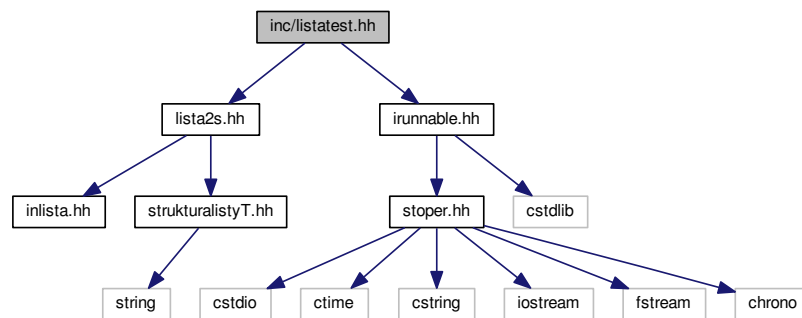 inc/listatest.hh
lista2s.hh
irunnable.hh
inlista.hh
strukturalistyT.hh
stoper.hh
cstdlib
string
cstdio
ctime
cstring
iostream
fstream
chrono